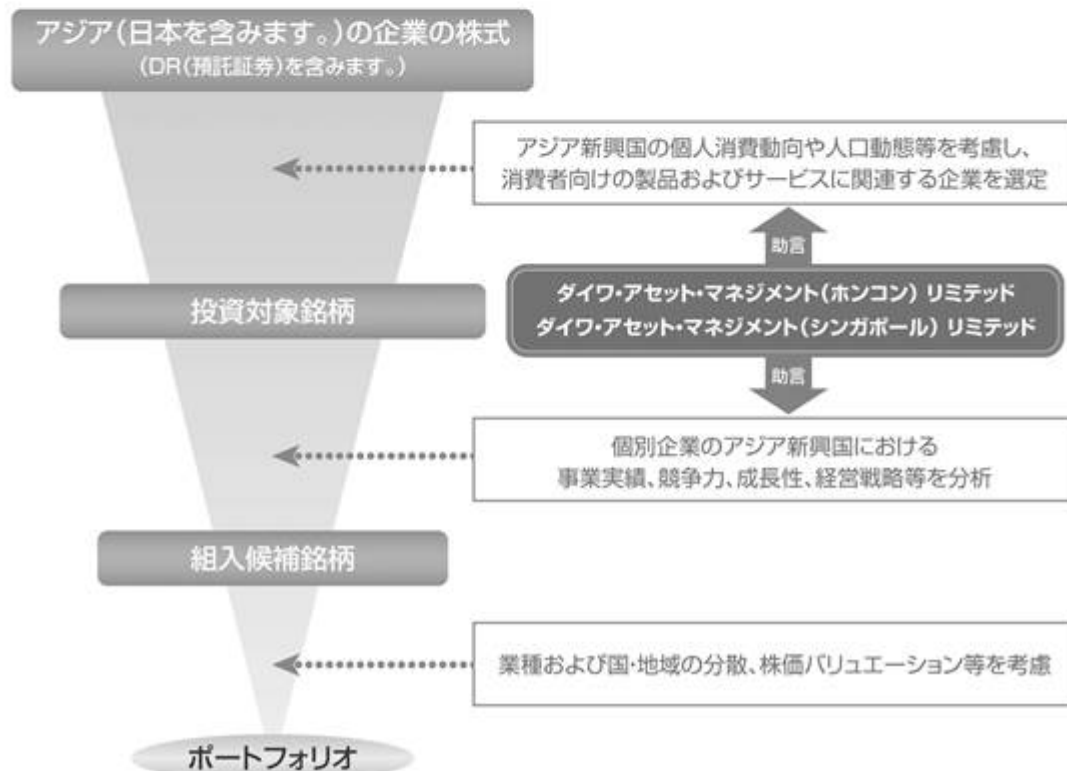 アジア(日本を含みます。)の企業の株式
(DR(預託証券)を含みます。)
アジア新興国の個人消費動向や人口動態等を考慮し、
消費者向けの製品およびサービスに関連する企業を選定
助言
投資対象銘柄
ダイワ・アセット・マネジメント(ホンコン) リミテッド
ダイワ・アセット・マネジメント(シンガポール) リミテッド
助言
個別企業のアジア新興国における
事業実績、競争力、成長性、経営戦略等を分析
組入候補銘柄
業種および国・地域の分散、株価バリュエーション等を考慮
ポートフォリオ